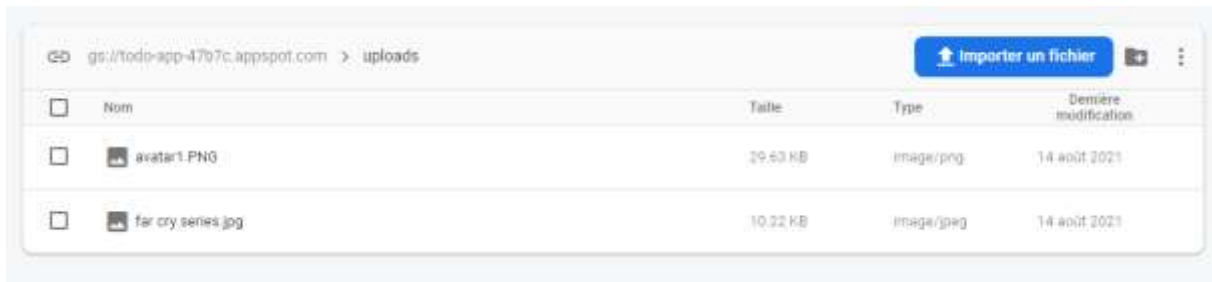 gs://todo-app-47b7c.appspot.com > uploads
Importer un fichier
Nom Taille Type Dernière modification
avatar1.PNG 29.63 KB image/png 14 août 2021
far cry series.jpg 10.22 KB image/jpeg 14 août 2021